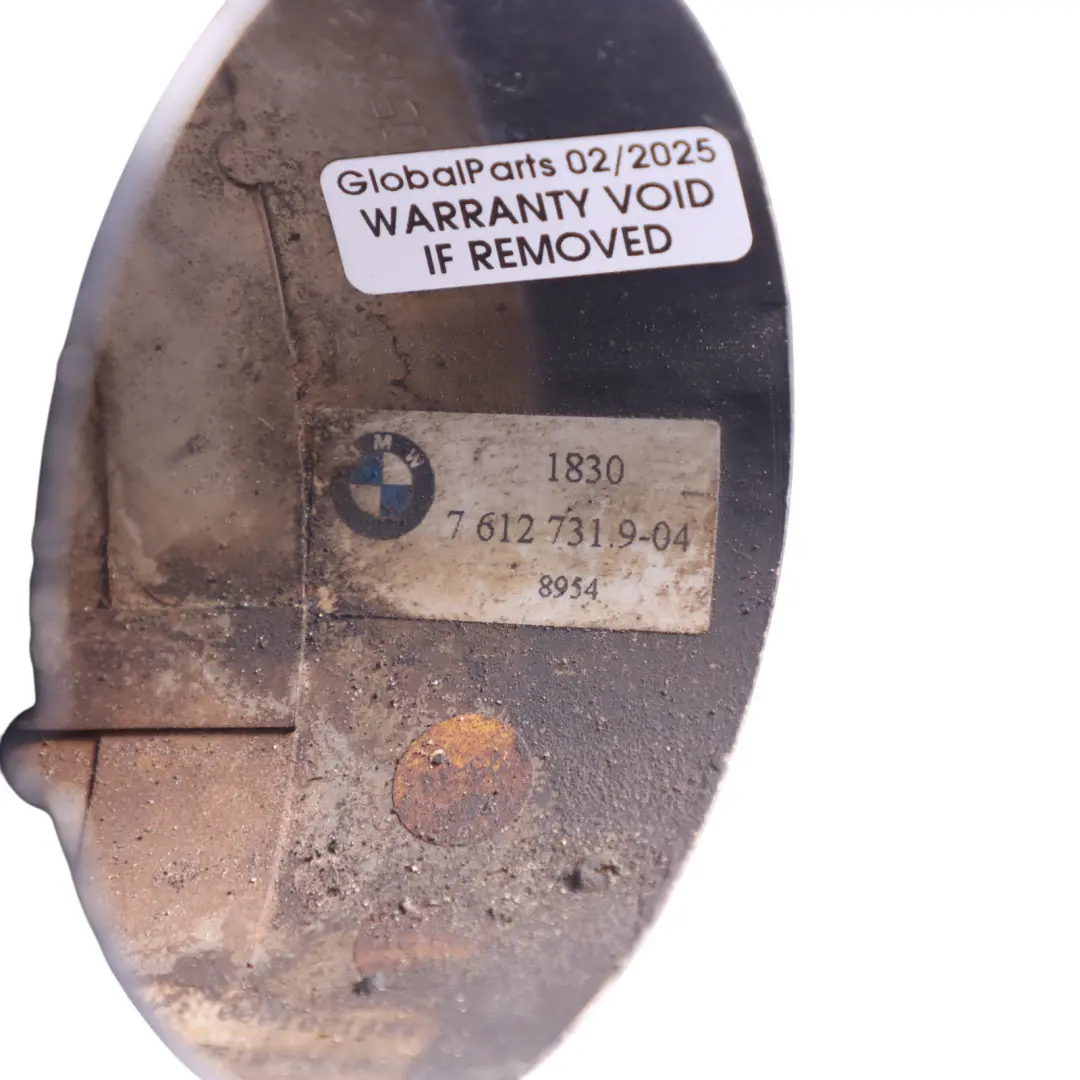 GlobalParts 02/2025
WARRANTY VOID
IF REMOVED
BMW
1830
7 612 731.9-04
8954